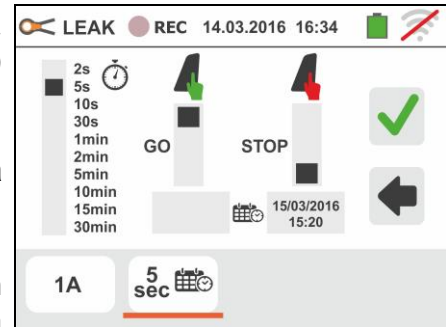 LEAK REC 14.03.2016 16:34
2s
5s
10s
30s
1min
2min
5min
10min
15min
30min
GO
STOP
15/03/2016
15:20
1A
5
sec